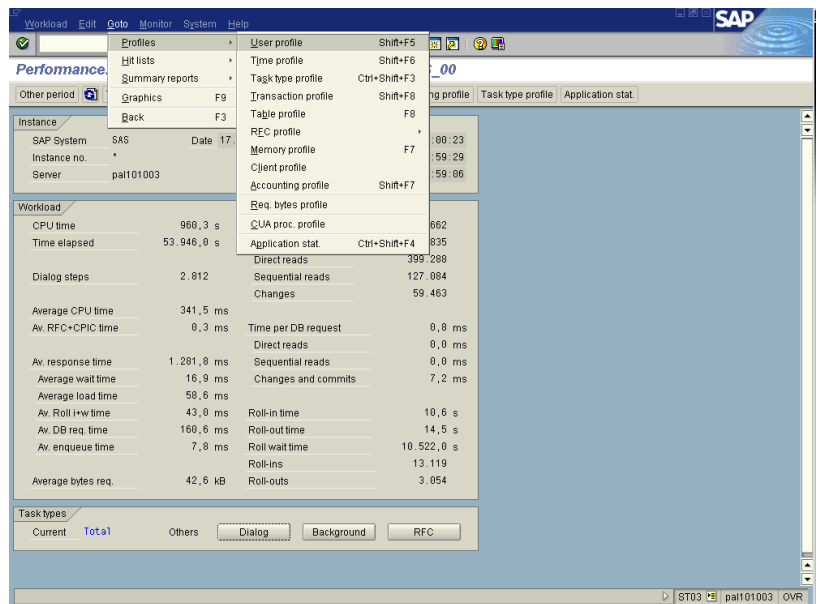 Workload Edit Goto Monitor System Help
SAP
Profiles
Hit lists
Summary reports
Graphics F9
Back F3
User profile Shift+F5
Time profile Shift+F6
Task type profile Ctrl+Shift+F3
Transaction profile Shift+F8
Table profile F8
RFC profile
Memory profile F7
Client profile
Accounting profile Shift+F7
Req. bytes profile
CUA proc. profile
Application stat. Ctrl+Shift+F4
Performance. _00
Other period ng profile Task type profile Application stat.
Instance
SAP System SAS Date 17. :00:23
Instance no. * :59:29
Server pal101003 :59:06
Workload
CPU time 960,3 s 662
Time elapsed 53.946,0 s 835
Direct reads 399.288
Dialog steps 2.812 Sequential reads 127.084
Changes 59.463
Average CPU time 341,5 ms
Av. RFC+CPIC time 0,3 ms Time per DB request 0,8 ms
Direct reads 0,0 ms
Av. response time 1.281,8 ms Sequential reads 0,0 ms
Average wait time 16,9 ms Changes and commits 7,2 ms
Average load time 58,6 ms
Av. Roll i+w time 43,0 ms Roll-in time 10,6 s
Av. DB req. time 160,6 ms Roll-out time 14,5 s
Av. enqueue time 7,8 ms Roll wait time 10.522,0 s
Roll-ins 13.119
Average bytes req. 42,6 kB Roll-outs 3.054
Task types
Current Total Others Dialog Background RFC
ST03 pal101003 OVR